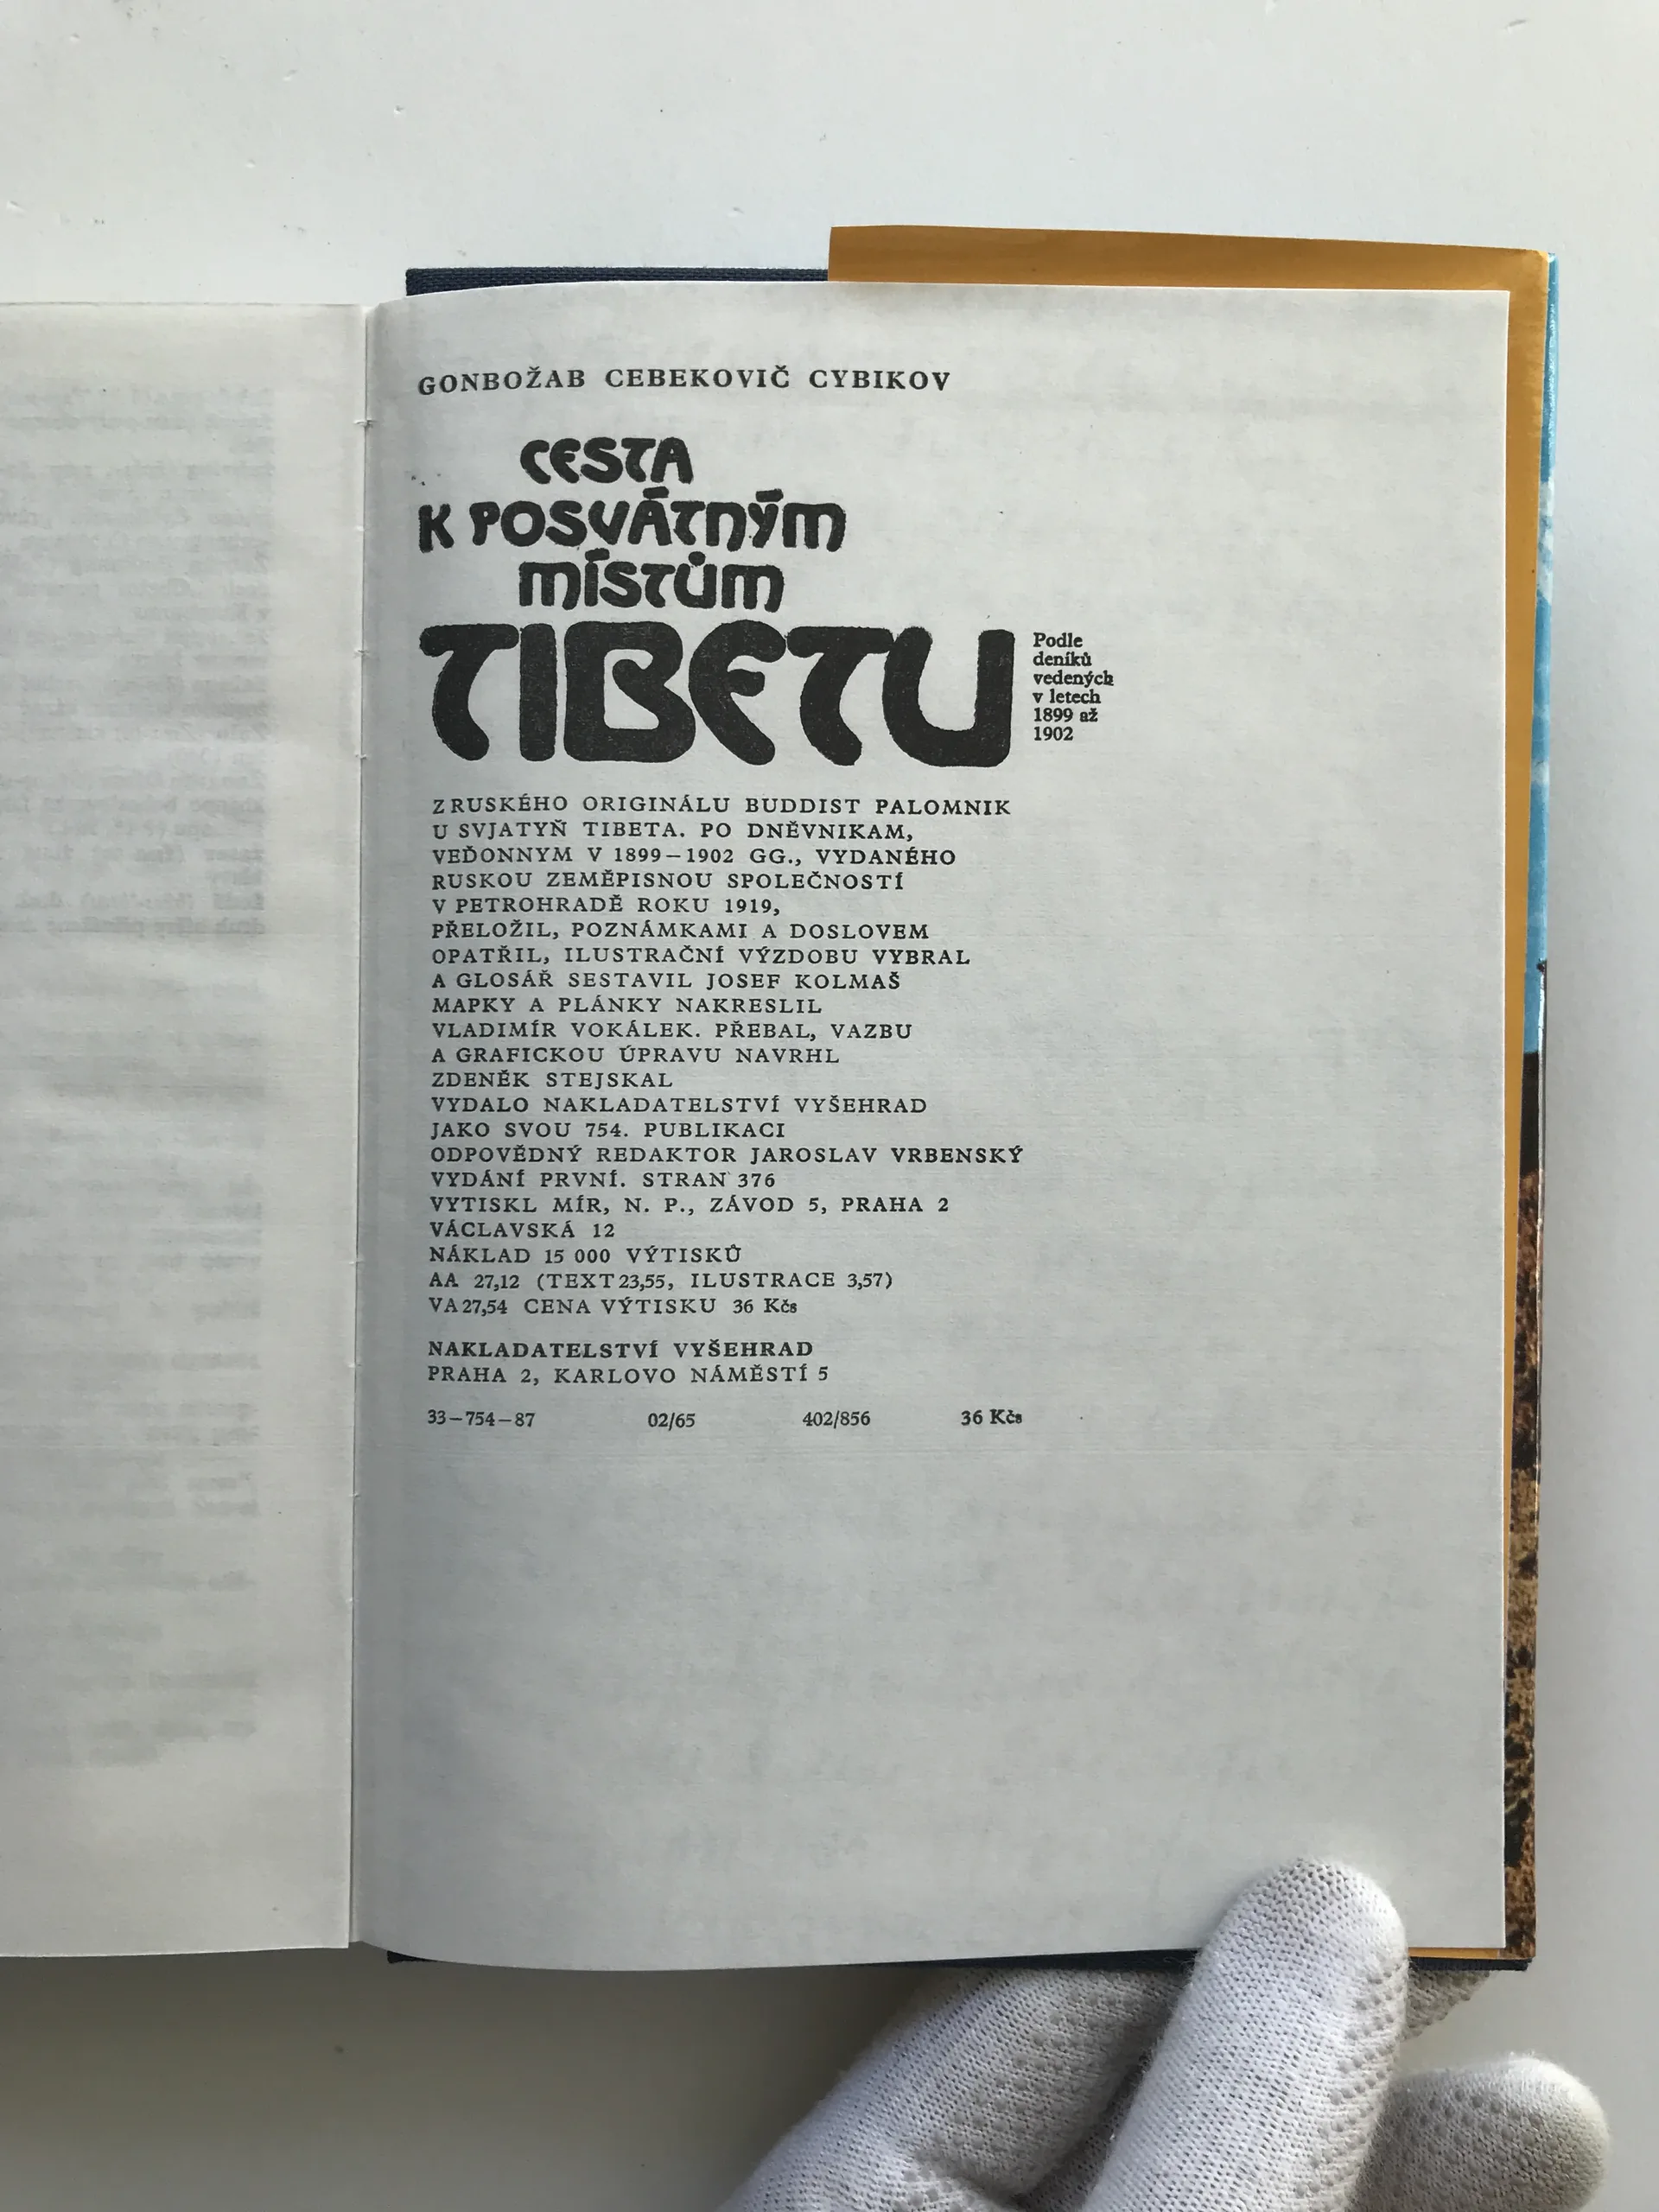 GONBOŽAB CEBEKOVIČ CYBIKOV
CESTA
K POSVÁTNÝM
MÍSTŮM
TIBETU
Podle
deníků
vedených
v letech
1899 až
1902
Z RUSKÉHO ORIGINÁLU BUDDIST PALOMNIK
U SVJATYŇ TIBETA. PO DNĚVNIKAM,
VEĎONNYM V 1899–1902 GG., VYDANÉHO
RUSKOU ZEMĚPISNOU SPOLEČNOSTÍ
V PETROHRADĚ ROKU 1919,
PŘELOŽIL, POZNÁMKAMI A DOSLOVEM
OPATŘIL, ILUSTRAČNÍ VÝZDOBU VYBRAL
A GLOSÁŘ SESTAVIL JOSEF KOLMAŠ
MAPKY A PLÁNKY NAKRESLIL
VLADIMÍR VOKÁLEK. PŘEBAL, VAZBU
A GRAFICKOU ÚPRAVU NAVRHL
ZDENĚK STEJSKAL
VYDALO NAKLADATELSTVÍ VYŠEHRAD
JAKO SVOU 754. PUBLIKACI
ODPOVĚDNÝ REDAKTOR JAROSLAV VRBENSKÝ
VYDÁNÍ PRVNÍ. STRAN 376
VYTISKL MÍR, N. P., ZÁVOD 5, PRAHA 2
VÁCLAVSKÁ 12
NÁKLAD 15 000 VÝTISKŮ
AA 27,12 (TEXT 23,55, ILUSTRACE 3,57)
VA 27,54 CENA VÝTISKU 36 Kčs
NAKLADATELSTVÍ VYŠEHRAD
PRAHA 2, KARLOVO NÁMĚSTÍ 5
33–754–87 02/65 402/856 36 Kčs